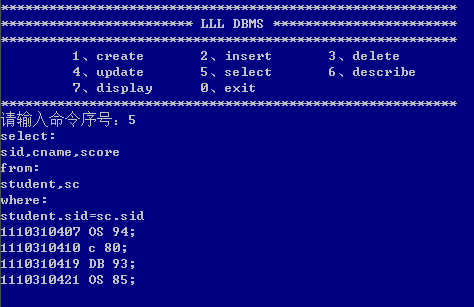 ********************************************************
************************ LLL DBMS **********************
********************************************************
1、create 2、insert 3、delete
4、update 5、select 6、describe
7、display 0、exit
********************************************************
请输入命令序号：5
select:
sid,cname,score
from:
student,sc
where:
student.sid=sc.sid
1110310407 OS 94;
1110310410 c 80;
1110310419 DB 93;
1110310421 OS 85;